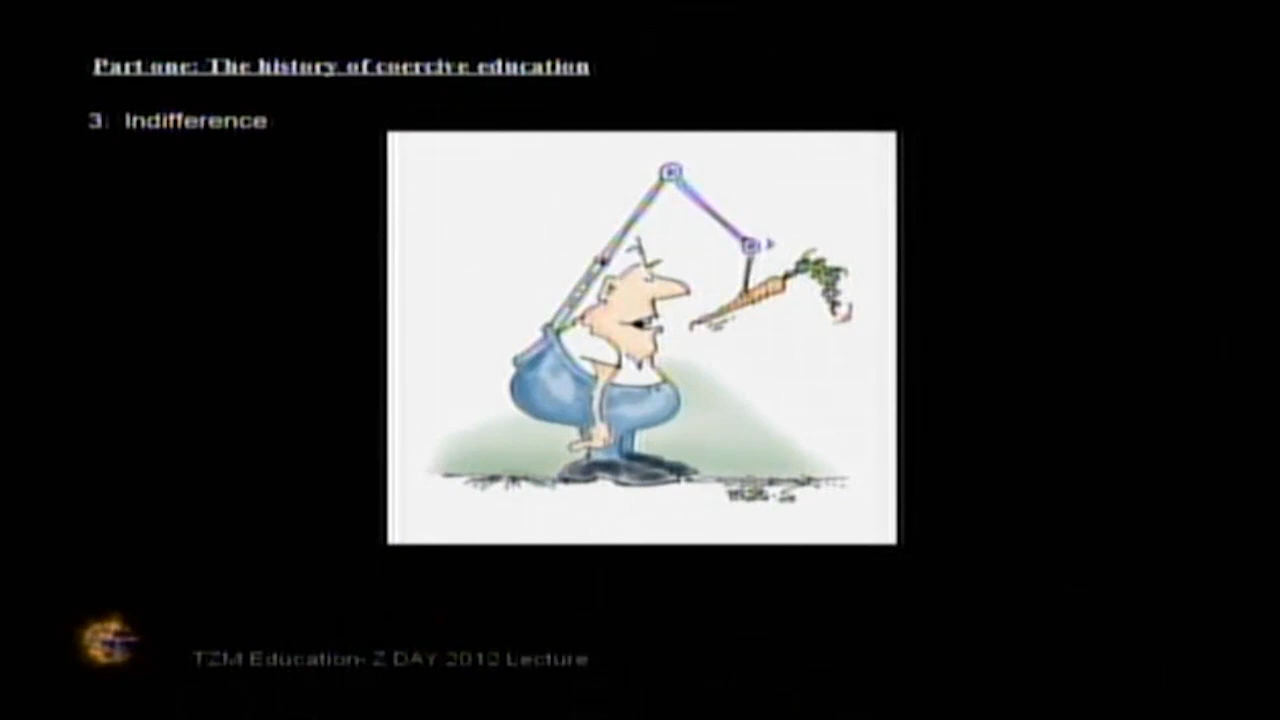 Part one: The history of coercive education
3. Indifference
TZM Education- Z DAY 2012 Lecture